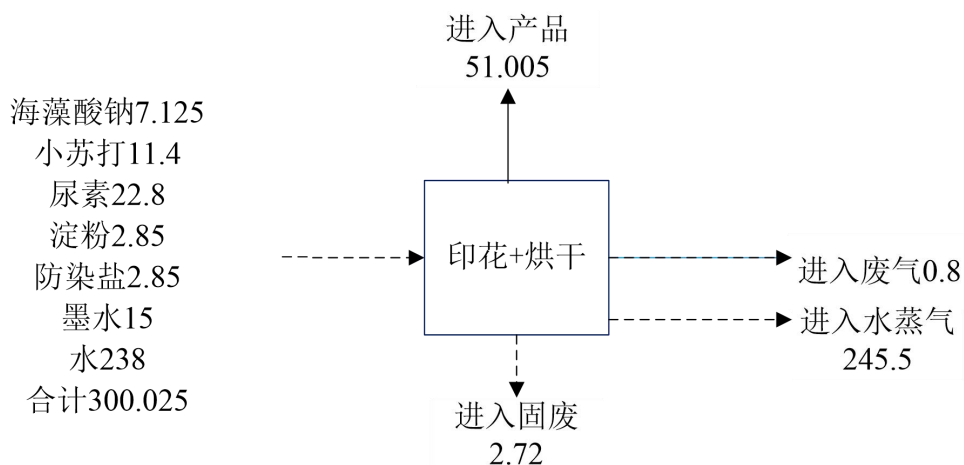 进入产品
51.005
海藻酸钠7.125
小苏打11.4
尿素22.8
淀粉2.85
防染盐2.85
墨水15
水238
合计300.025
印花+烘干
进入废气0.8
进入水蒸气
245.5
进入固废
2.72